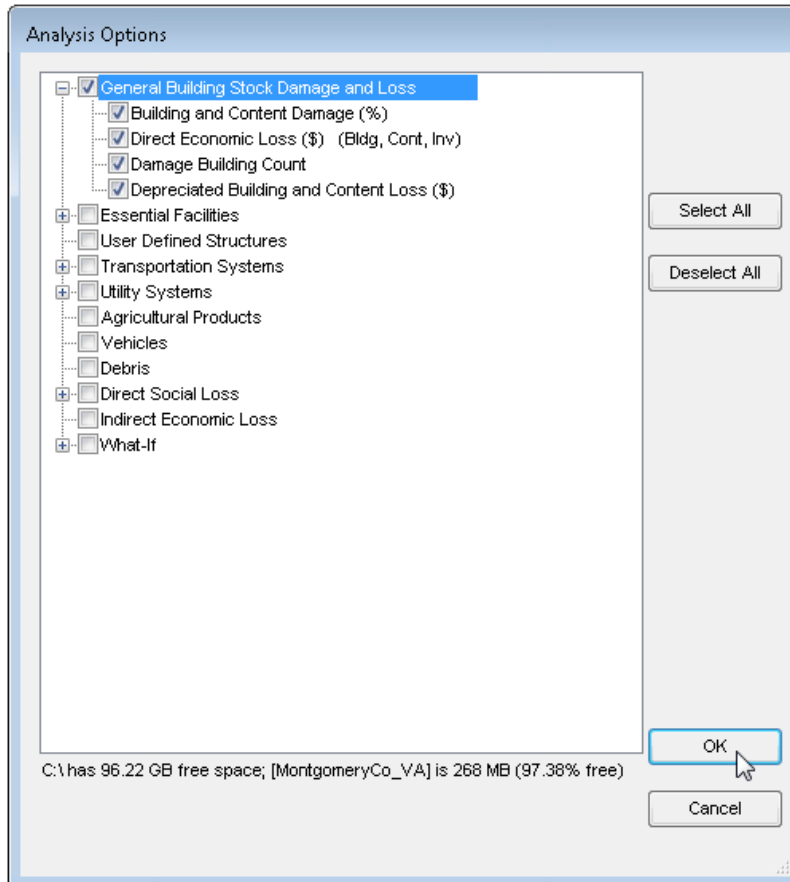 Analysis Options
General Building Stock Damage and Loss
Building and Content Damage (%)
Direct Economic Loss ($) (Bldg, Cont, Inv)
Damage Building Count
Depreciated Building and Content Loss ($)
Essential Facilities
User Defined Structures
Transportation Systems
Utility Systems
Agricultural Products
Vehicles
Debris
Direct Social Loss
Indirect Economic Loss
What-If
Select All
Deselect All
C:\ has 96.22 GB free space; [MontgomeryCo_VA] is 268 MB (97.38% free)
OK
Cancel